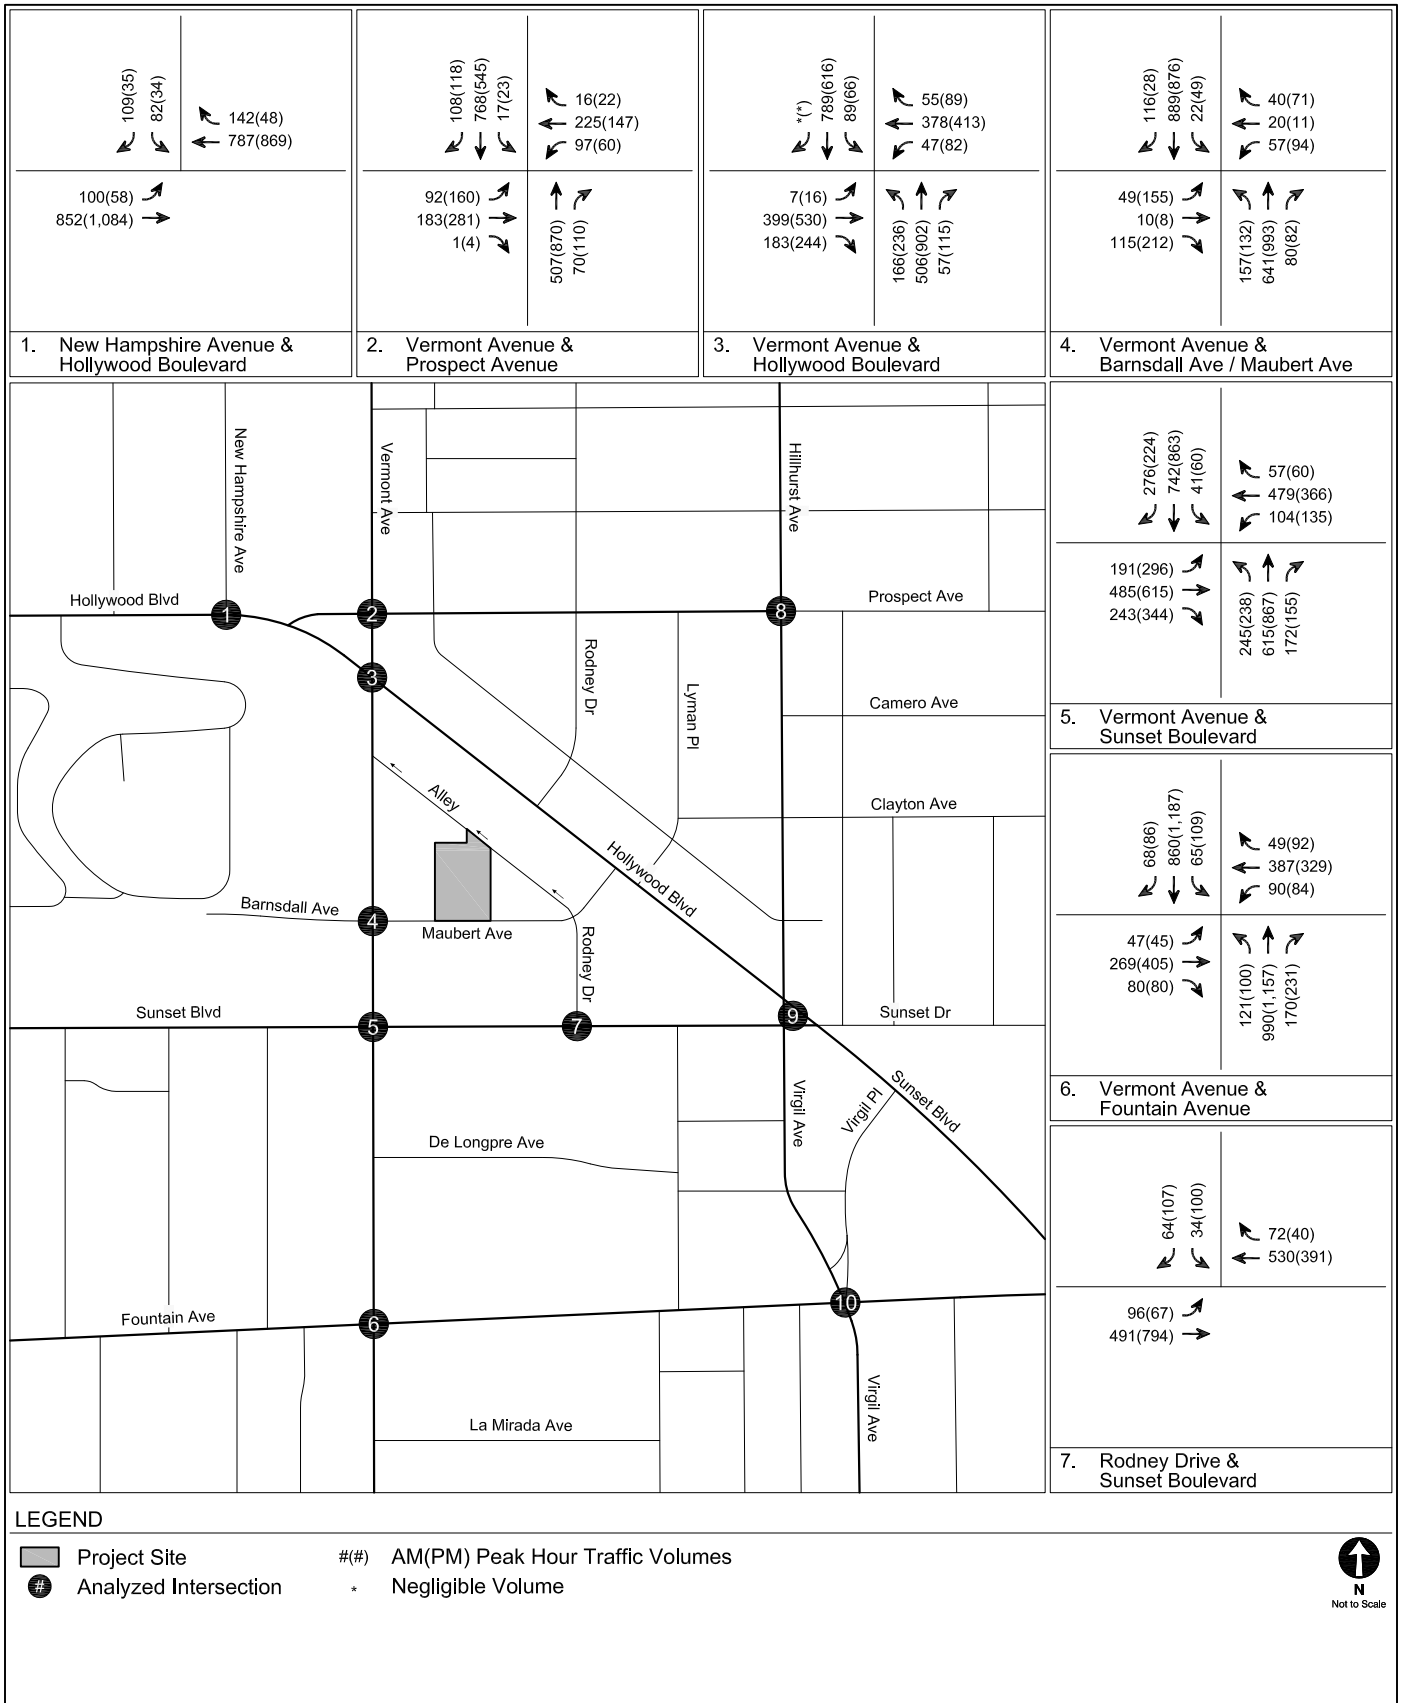 109(35)
82(34)
142(48)
787(869)
100(58)
852(1,084)
1. New Hampshire Avenue &
Hollywood Boulevard
108(118)
768(545)
17(23)
16(22)
225(147)
97(60)
92(160)
183(281)
1(4)
507(870)
70(110)
2. Vermont Avenue &
Prospect Avenue
*(*)
789(616)
89(66)
55(89)
378(413)
47(82)
7(16)
399(530)
183(244)
166(236)
506(902)
57(115)
3. Vermont Avenue &
Hollywood Boulevard
116(28)
889(876)
22(49)
40(71)
20(11)
57(94)
49(155)
10(8)
115(212)
157(132)
641(993)
80(82)
4. Vermont Avenue &
Barnsdall Ave / Maubert Ave
276(224)
742(863)
41(60)
57(60)
479(366)
104(135)
191(296)
485(615)
243(344)
245(238)
615(867)
172(155)
5. Vermont Avenue &
Sunset Boulevard
68(86)
860(1,187)
65(109)
49(92)
387(329)
90(84)
47(45)
269(405)
80(80)
121(100)
990(1,157)
170(231)
6. Vermont Avenue &
Fountain Avenue
64(107)
34(100)
72(40)
530(391)
96(67)
491(794)
7. Rodney Drive &
Sunset Boulevard
New Hampshire Ave
Vermont Ave
Hillhurst Ave
Hollywood Blvd
Prospect Ave
1
2
8
3
Rodney Dr
Lyman Pl
Camero Ave
Alley
Clayton Ave
Hollywood Blvd
Barnsdall Ave
4
Maubert Ave
Rodney Dr
Sunset Blvd
5
7
9
Sunset Dr
Virgil Ave
Virgil Pl
Sunset Blvd
De Longpre Ave
10
Fountain Ave
6
Virgil Ave
La Mirada Ave
LEGEND
Project Site
#(#) AM(PM) Peak Hour Traffic Volumes
# Analyzed Intersection
* Negligible Volume
N
Not to Scale